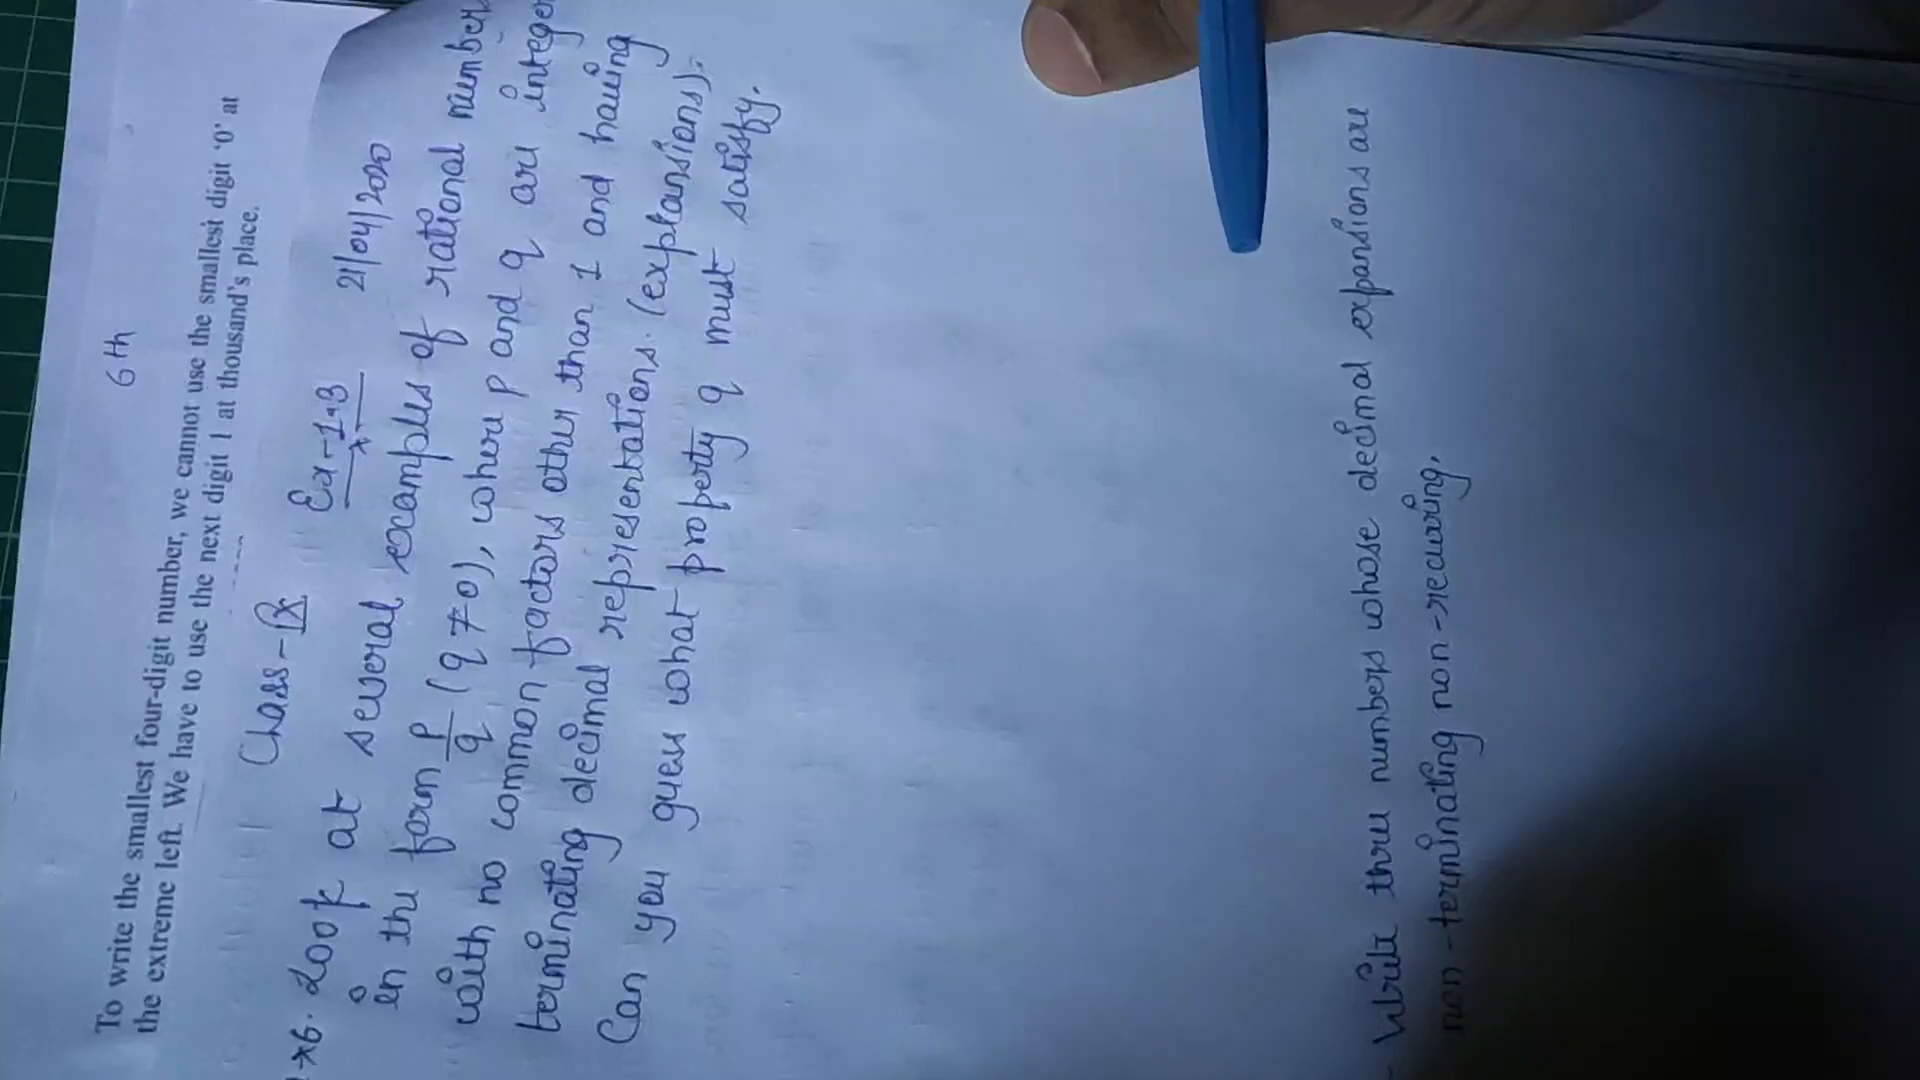 6th
To write the smallest four-digit number, we cannot use the smallest digit '0' at
the extreme left. We have to use the next digit 1 at thousand's place.
Class-IX Ex-1.3 21/04/2020
*6. Look at several examples of rational numbers
in the form p/q (q≠0), where p and q are integer
with no common factors other than 1 and having
terminating decimal representations. (expansions).
Can you guess what property q must satisfy.
Write three numbers whose decimal expansions are
non-terminating non-recurring.